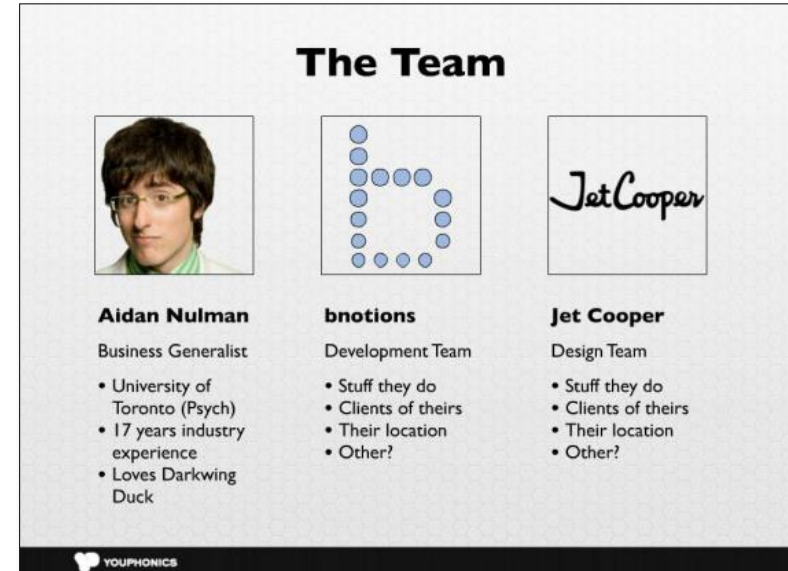 The Team
Jet Cooper
Aidan Nulman
Business Generalist
• University of
Toronto (Psych)
• 17 years industry
experience
• Loves Darkwing
Duck
bnotions
Development Team
• Stuff they do
• Clients of theirs
• Their location
• Other?
Jet Cooper
Design Team
• Stuff they do
• Clients of theirs
• Their location
• Other?
YOUPHONICS